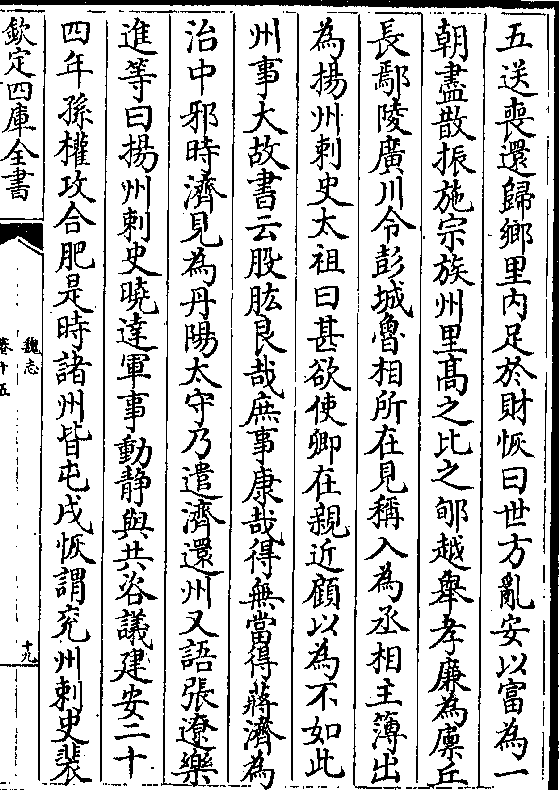 五送喪還歸鄉里内足於財恢曰世方亂安以富為一
朝盡散振施宗族州里髙之比之郇越舉孝廉為廪丘
長鄢陵廣川令彭城魯相所在見稱入為丞相主簿出
為揚州刺史太祖曰甚欲使卿在親近顧以為不如此
州事大故書云股肱良哉庶事康哉得無當得蔣濟為
治中邪時濟見為丹陽太守乃遣濟還州又語張遼樂
進等曰揚州刺史曉達軍事動静與共咨議建安二十
四年孫權攻合肥是時諸州皆屯戍恢謂兖州刺史裴
欽定四庫全書
魏志
卷十五
十九